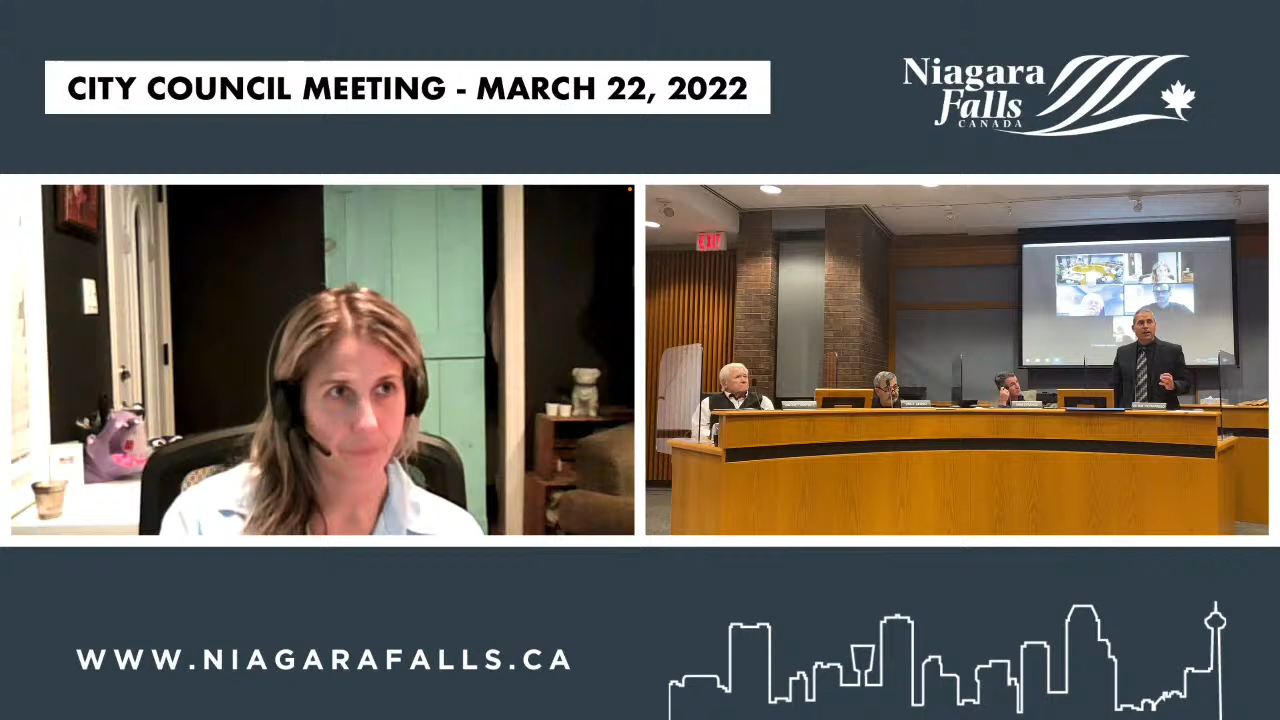 CITY COUNCIL MEETING - MARCH 22, 2022
Niagara
Falls
CANADA
EXIT
WWW.NIAGARAFALLS.CA